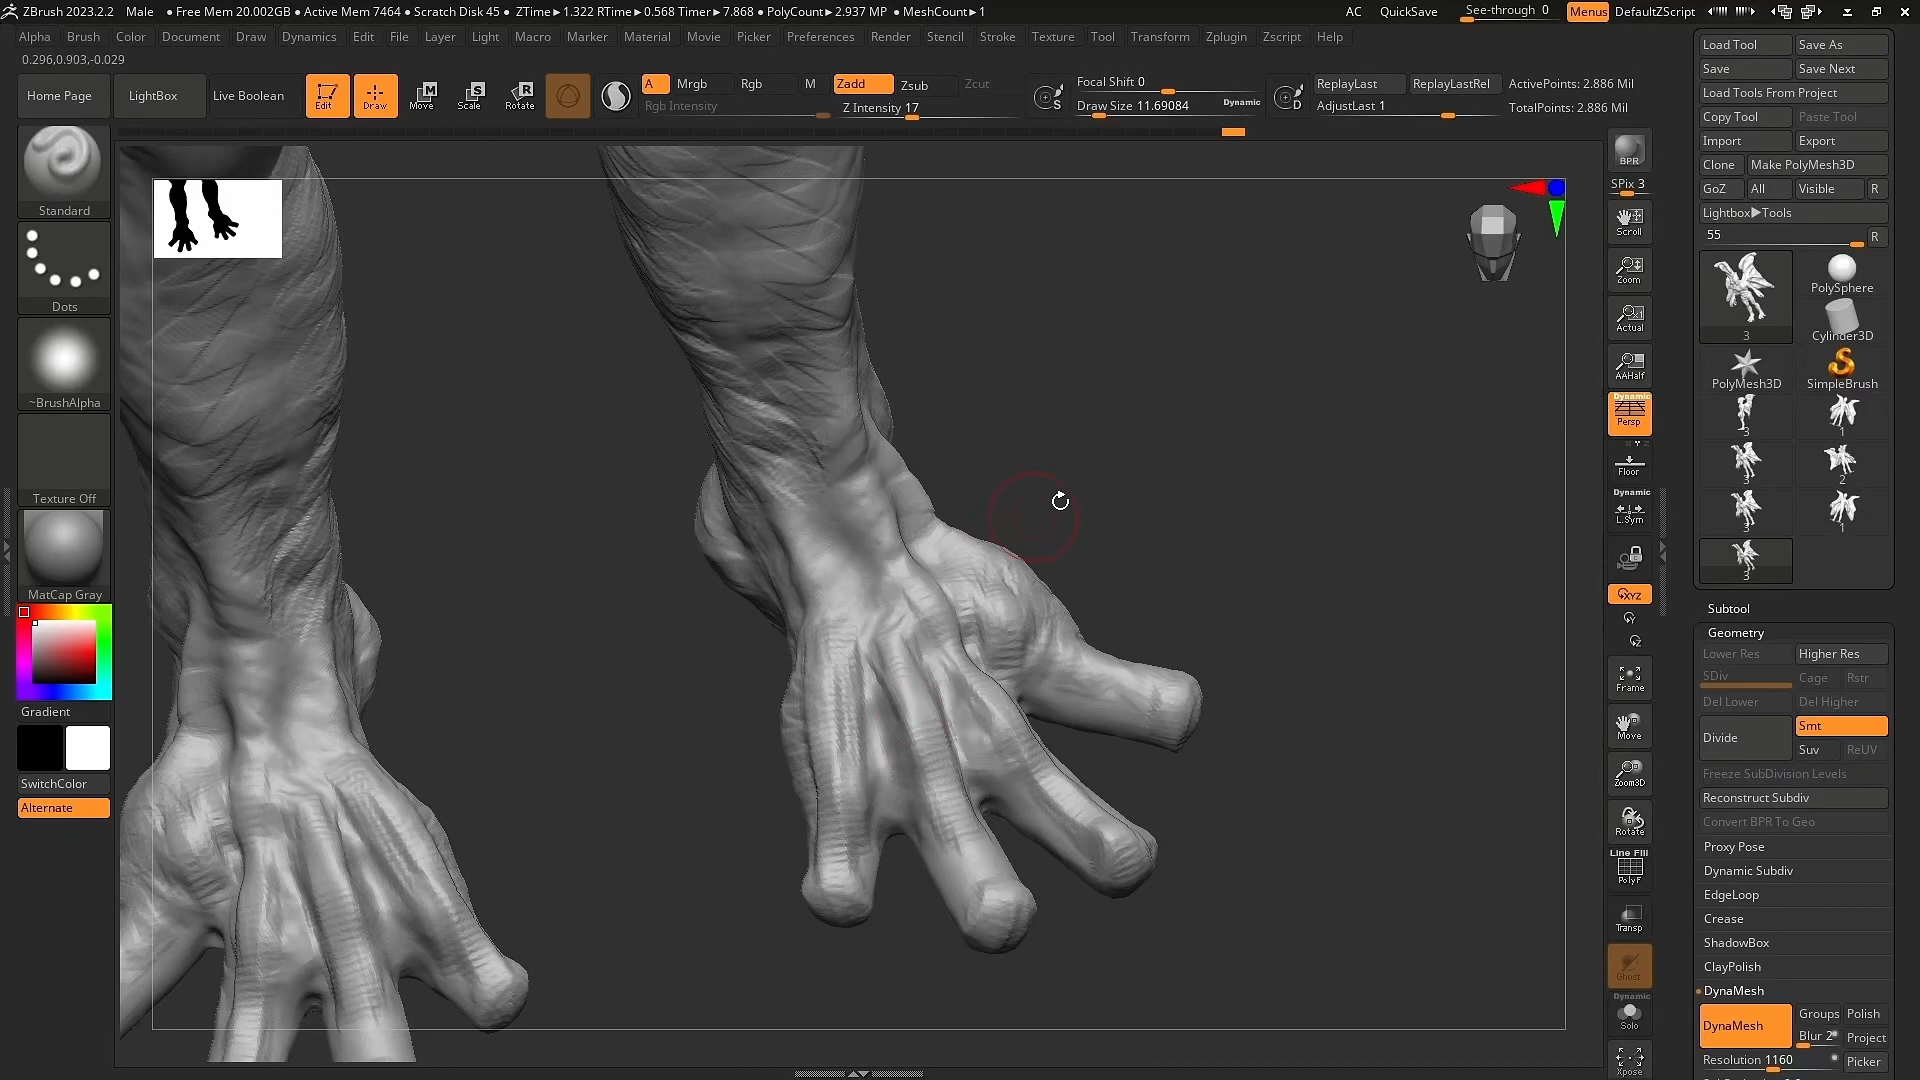 ZBrush 2023.2.2 Male ● Free Mem 20.002GB ● Active Mem 7464 ● Scratch Disk 45 ● ZTime►1.322 RTime►0.568 Timer►7.868 ● PolyCount►2.937 MP ● MeshCount►1 AC QuickSave See-through 0 Menus DefaultZScript
Alpha Brush Color Document Draw Dynamics Edit File Layer Light Macro Marker Material Movie Picker Preferences Render Stencil Stroke Texture Tool Transform Zplugin Zscript Help
0.296,0.903,-0.029
Home Page LightBox Live Boolean Edit Draw Move Scale Rotate
A Mrgb Rgb M Zadd Zsub Zcut
Rgb Intensity Z Intensity 17
Focal Shift 0
Draw Size 11.69084 Dynamic
ReplayLast ReplayLastRel ActivePoints: 2.886 Mil
AdjustLast 1 TotalPoints: 2.886 Mil
Standard
Dots
~BrushAlpha
Texture Off
MatCap Gray
Gradient
SwitchColor
Alternate
BPR
SPix 3
Scroll
Zoom
Actual
AAHalf
Dynamic
Persp
Floor
Dynamic
L.Sym
XYZ
Y
Z
Frame
Move
Zoom3D
Rotate
Line Fill
PolyF
Transp
Ghost
Dynamic
Solo
Xpose
Load Tool Save As
Save Save Next
Load Tools From Project
Copy Tool Paste Tool
Import Export
Clone Make PolyMesh3D
GoZ All Visible R
Lightbox►Tools
55 R
3 PolySphere
Cylinder3D
PolyMesh3D SimpleBrush
3 1
3 2
3 1
3
Subtool
Geometry
Lower Res Higher Res
SDiv Cage Rstr
Del Lower Del Higher
Divide Smt
Suv ReUV
Freeze SubDivision Levels
Reconstruct Subdiv
Convert BPR To Geo
Proxy Pose
Dynamic Subdiv
EdgeLoop
Crease
ShadowBox
ClayPolish
DynaMesh
DynaMesh Groups Polish
Blur 2 Project
Resolution 1160 Picker